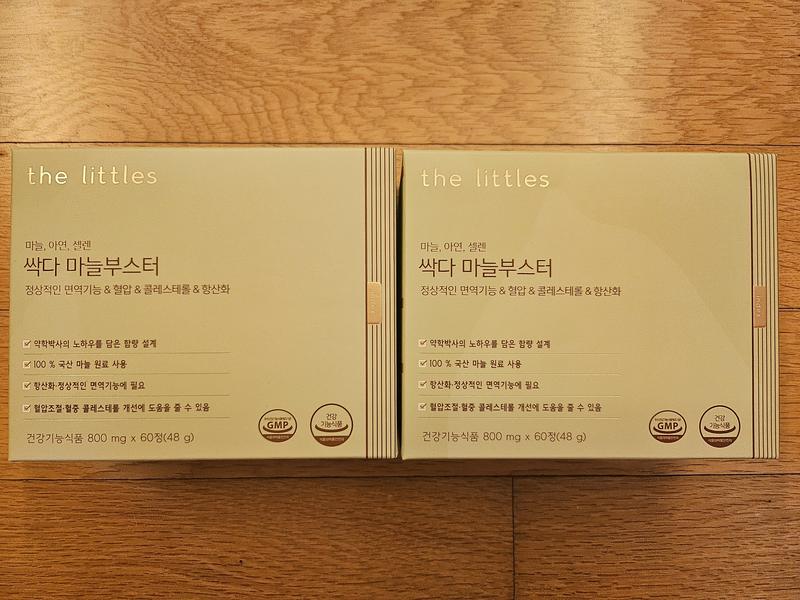 the littles
마늘, 아연, 셀렌
싹다 마늘부스터
정상적인 면역기능 & 혈압 & 콜레스테롤 & 항산화
약학박사의 노하우를 담은 함량 설계
100 % 국산 마늘 원료 사용
항산화·정상적인 면역기능에 필요
혈압조절·혈중 콜레스테롤 개선에 도움을 줄 수 있음
건강기능식품 800 mg x 60정(48 g)
GMP
건강
기능식품
the littles
마늘, 아연, 셀렌
싹다 마늘부스터
정상적인 면역기능 & 혈압 & 콜레스테롤 & 항산화
index
약학박사의 노하우를 담은 함량 설계
100 % 국산 마늘 원료 사용
항산화·정상적인 면역기능에 필요
혈압조절·혈중 콜레스테롤 개선에 도움을 줄 수 있음
건강기능식품 800 mg x 60정(48 g)
GMP
건강
기능식품